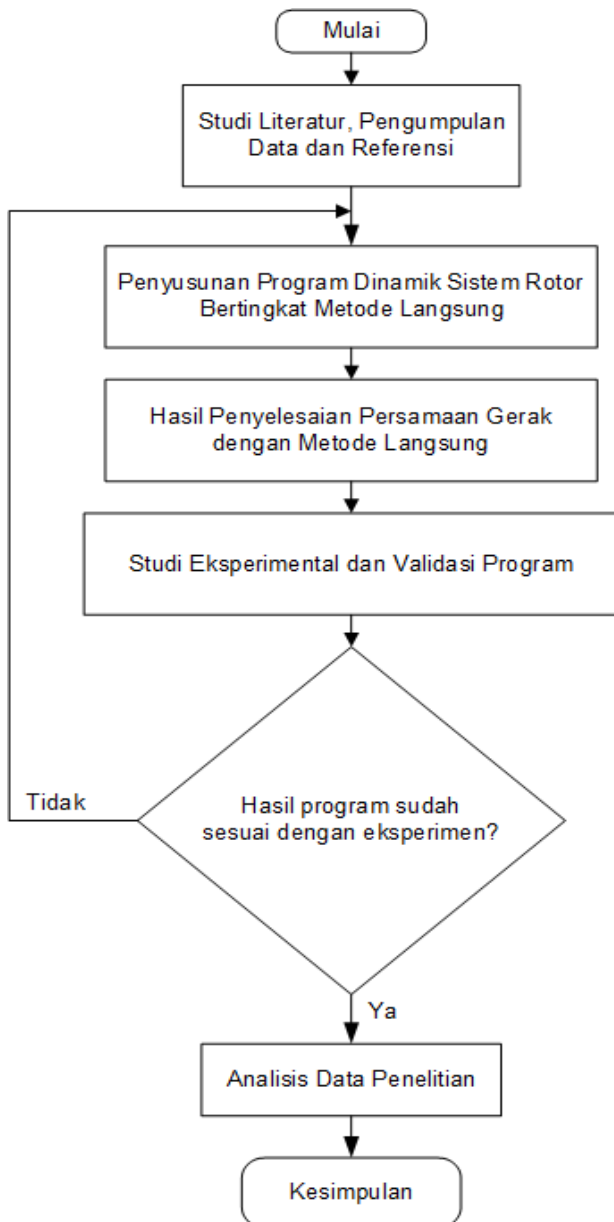 Mulai
Studi Literatur, Pengumpulan
Data dan Referensi
Penyusunan Program Dinamik Sistem Rotor
Bertingkat Metode Langsung
Hasil Penyelesaian Persamaan Gerak
dengan Metode Langsung
Studi Eksperimental dan Validasi Program
Tidak
Hasil program sudah
sesuai dengan eksperimen?
Ya
Analisis Data Penelitian
Kesimpulan